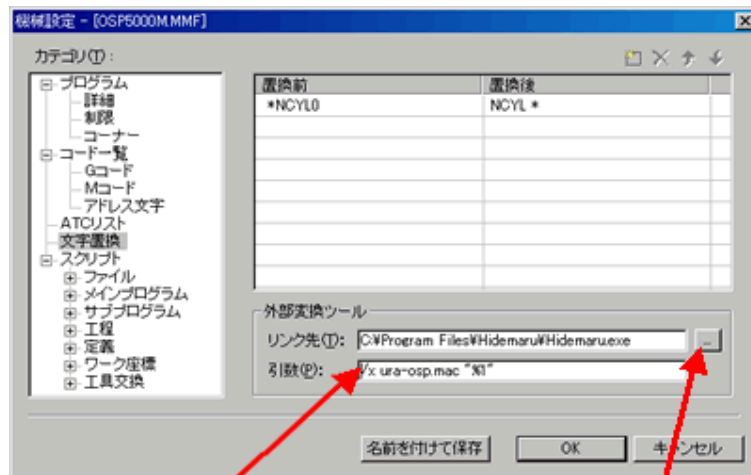 機械設定 - [OSP5000M.MMF]
カテゴリ(T):
プログラム
詳細
制限
コーナー
コード一覧
Gコード
Mコード
アドレス文字
ATCリスト
文字置換
スクリプト
ファイル
メインプログラム
サブプログラム
工程
定義
ワーク座標
工具交換
置換前 置換後
*NCYL0 NCYL *
外部変換ツール
リンク先(T): C:¥Program Files¥Hidemaru¥Hidemaru.exe ...
引数(P): /x ura-osp.mac "%1"
名前を付けて保存 OK キャンセル